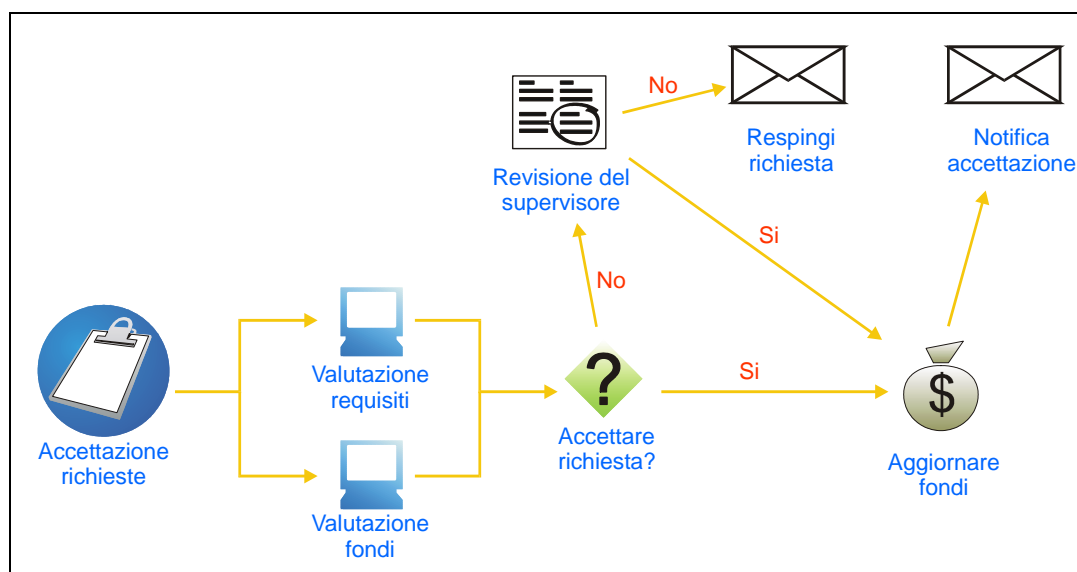 No
Respingi
richiesta
Notifica
accettazione
Revisione del
supervisore
Si
No
Valutazione
requisiti
?
Si
$
Accettazione
richieste
Accettare
richiesta?
Aggiornare
fondi
Valutazione
fondi